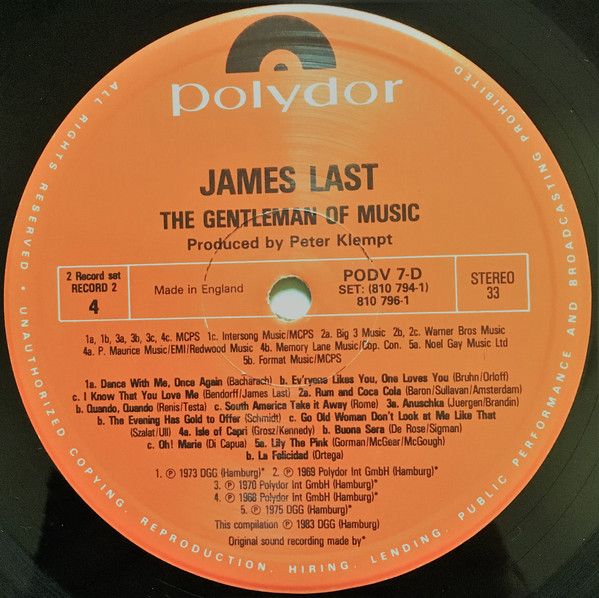 polydor
JAMES LAST
THE GENTLEMAN OF MUSIC
Produced by Peter Klempt
2 Record set
RECORD 2
4
Made in England
PODV 7-D
SET: (810 794-1)
810 796-1
STEREO
33
1a, 1b, 3a, 3b, 3c, 4c. MCPS 1c. Intersong Music/MCPS 2a. Big 3 Music 2b, 2c. Warner Bros Music
4a. P. Maurice Music/EMI/Redwood Music 4b. Memory Lane Music/Cop. Con. 5a. Noel Gay Music Ltd
5b. Format Music/MCPS
1a. Dance With Me, Once Again (Bacharach) b. Ev'ryone Likes You, One Loves You (Bruhn/Orloff)
c. I Know That You Love Me (Bendorff/James Last) 2a. Rum and Coca Cola (Baron/Sullavan/Amsterdam)
b. Quando, Quando (Renis/Testa) c. South America Take it Away (Rome) 3a. Anuschka (Juergen/Brandin)
b. The Evening Has Gold to Offer (Schmidt) c. Go Old Woman Don't Look at Me Like That
(Szalat/Ull) 4a. Isle of Capri (Grosz/Kennedy) b. Buona Sera (De Rose/Sigman)
c. Oh! Marie (Di Capua) 5a. Lily The Pink (Gorman/McGear/McGough)
b. La Felicidad (Ortega)
1. ℗ 1973 DGG (Hamburg)* 2. ℗ 1969 Polydor Int GmbH (Hamburg)*
3. ℗ 1970 Polydor Int GmbH (Hamburg)*
4. ℗ 1968 Polydor Int GmbH (Hamburg)*
5. ℗ 1975 DGG (Hamburg)*
This compilation ℗ 1983 DGG (Hamburg)
Original sound recording made by*
ALL RIGHTS RESERVED • UNAUTHORIZED COPYING, REPRODUCTION, HIRING, LENDING, PUBLIC PERFORMANCE AND BROADCASTING PROHIBITED